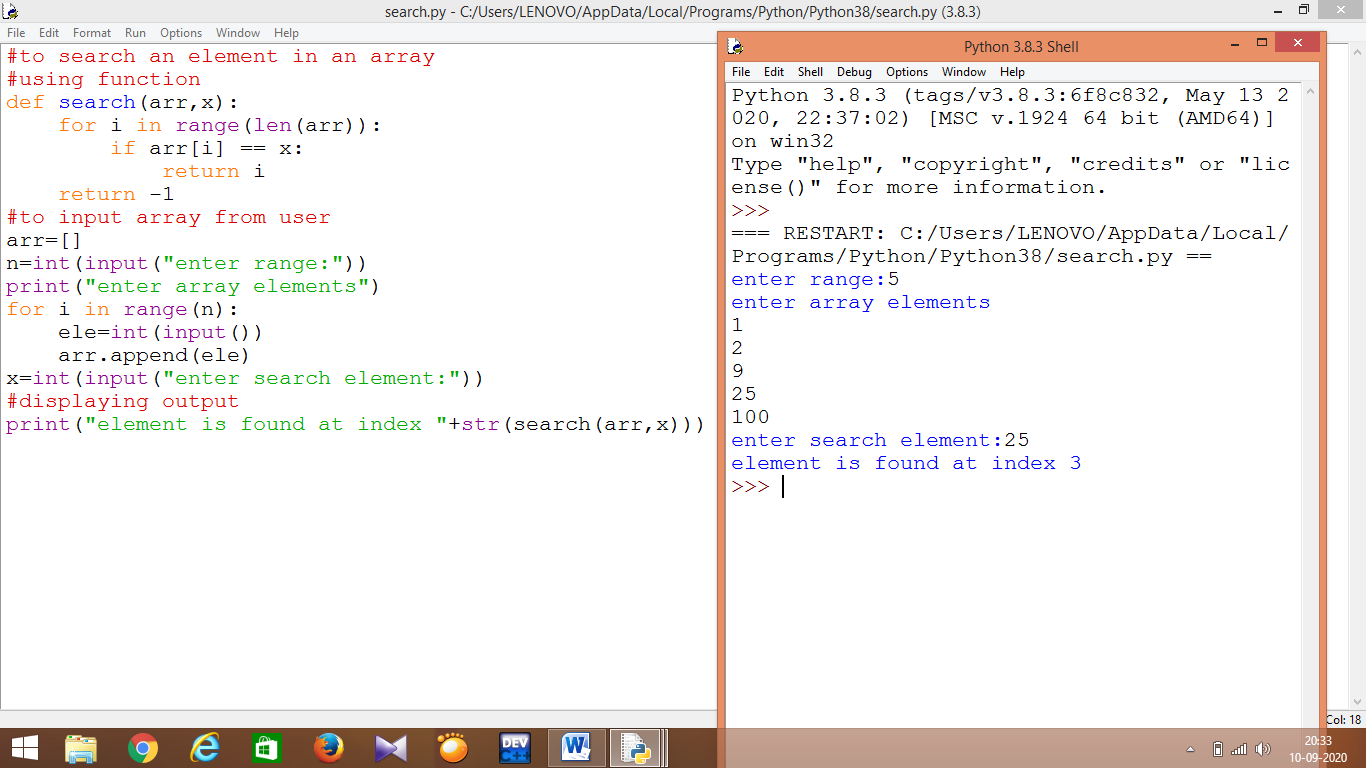 search.py - C:/Users/LENOVO/AppData/Local/Programs/Python/Python38/search.py (3.8.3)
File Edit Format Run Options Window Help
#to search an element in an array
#using function
def search(arr,x):
    for i in range(len(arr)):
        if arr[i] == x:
            return i
    return -1
#to input array from user
arr=[]
n=int(input("enter range:"))
print("enter array elements")
for i in range(n):
    ele=int(input())
    arr.append(ele)
x=int(input("enter search element:"))
#displaying output
print("element is found at index "+str(search(arr,x)))
Python 3.8.3 Shell
File Edit Shell Debug Options Window Help
Python 3.8.3 (tags/v3.8.3:6f8c832, May 13 2
020, 22:37:02) [MSC v.1924 64 bit (AMD64)]
on win32
Type "help", "copyright", "credits" or "lic
ense()" for more information.
>>>
=== RESTART: C:/Users/LENOVO/AppData/Local/
Programs/Python/Python38/search.py ==
enter range:5
enter array elements
1
2
9
25
100
enter search element:25
element is found at index 3
>>>
Col: 18
DEV
C++
W
20:33
10-09-2020